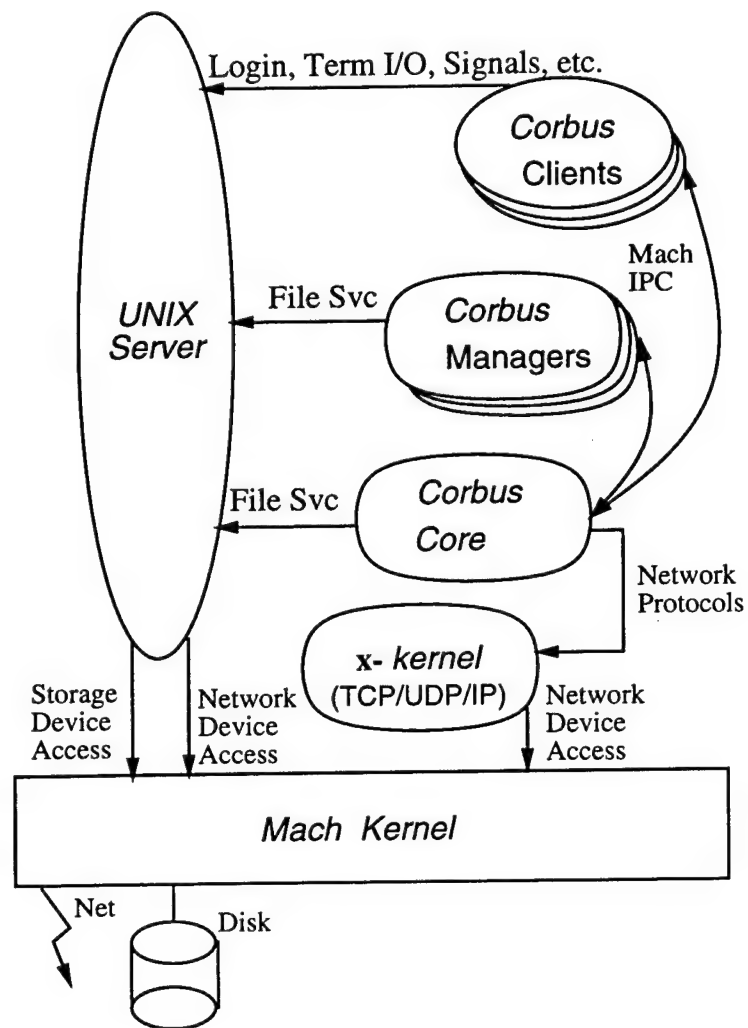 Login, Term I/O, Signals, etc.
Corbus
Clients
Mach
IPC
File Svc
Corbus
Managers
UNIX
Server
File Svc
Corbus
Core
Network
Protocols
x- kernel
(TCP/UDP/IP)
Storage
Device
Access
Network
Device
Access
Network
Device
Access
Mach Kernel
Net
Disk